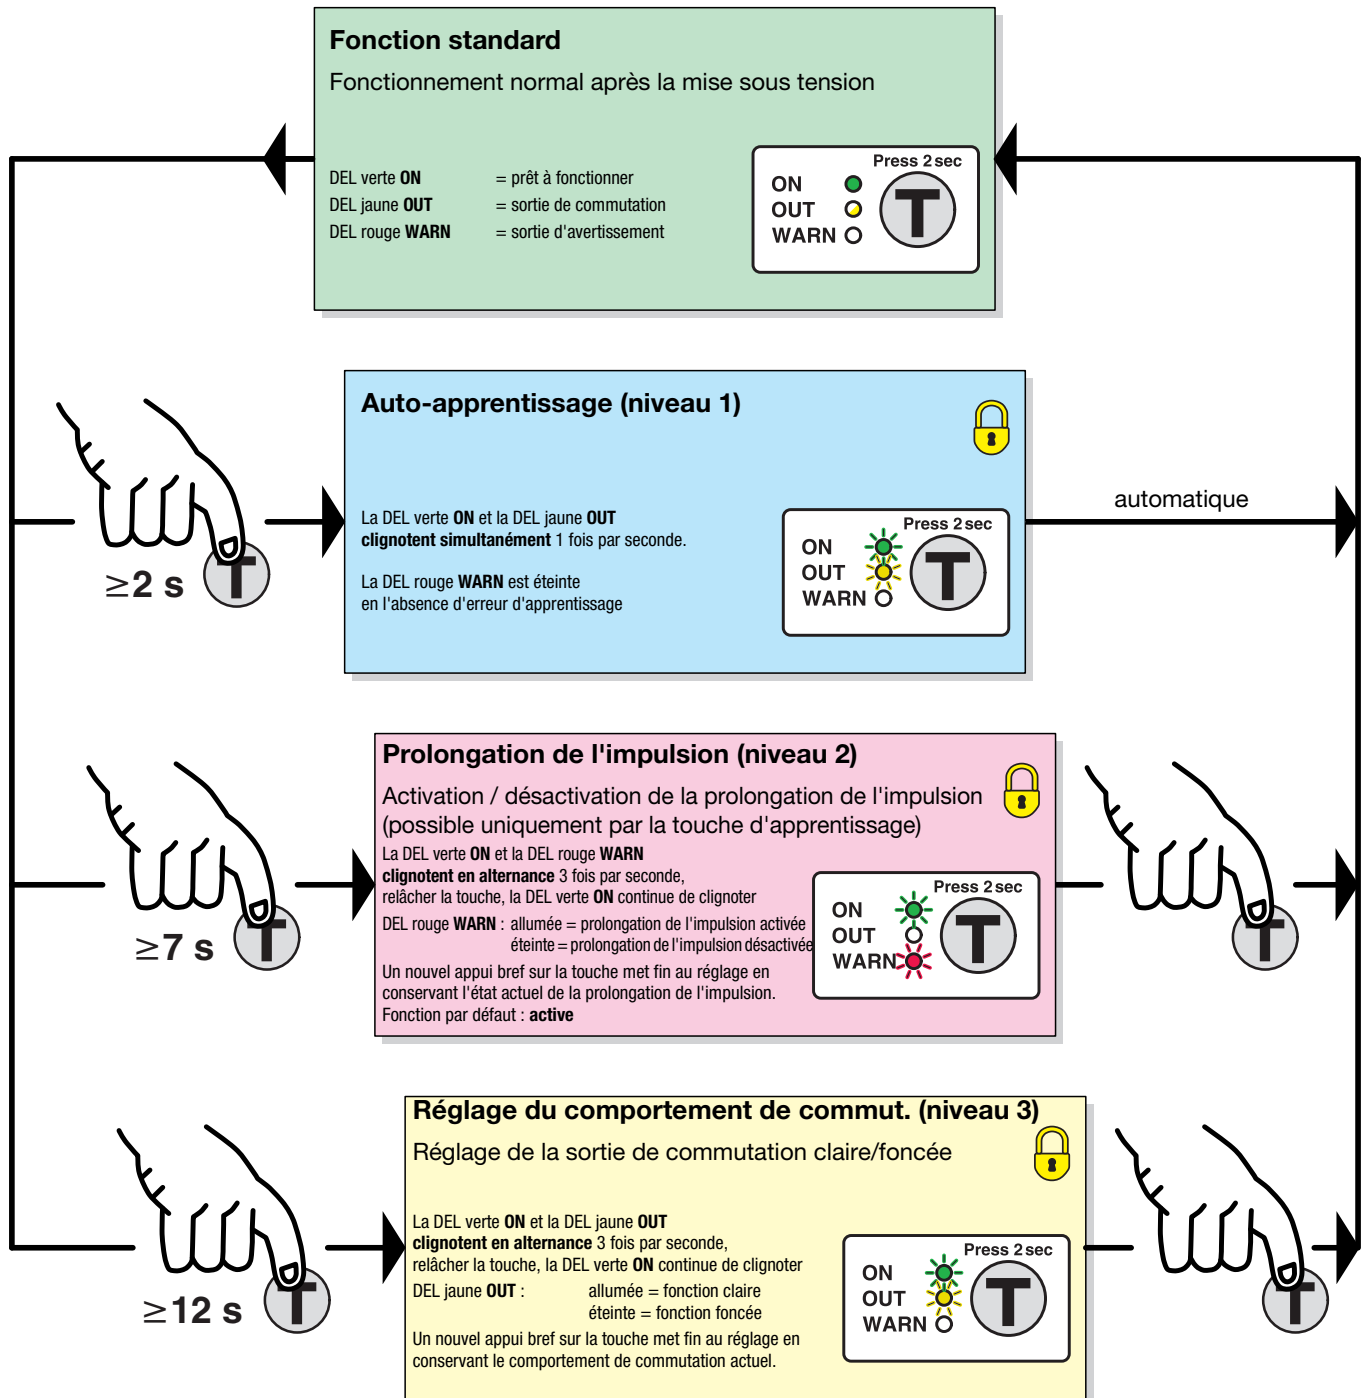 Fonction standard
Fonctionnement normal après la mise sous tension
DEL verte ON = prêt à fonctionner
DEL jaune OUT = sortie de commutation
DEL rouge WARN = sortie d'avertissement
Press 2 sec
ON
OUT
WARN
T
Auto-apprentissage (niveau 1)
La DEL verte ON et la DEL jaune OUT
clignotent simultanément 1 fois par seconde.
La DEL rouge WARN est éteinte
en l'absence d'erreur d'apprentissage
Press 2 sec
ON
OUT
WARN
T
≥2 s
T
automatique
Prolongation de l'impulsion (niveau 2)
Activation / désactivation de la prolongation de l'impulsion
(possible uniquement par la touche d'apprentissage)
La DEL verte ON et la DEL rouge WARN
clignotent en alternance 3 fois par seconde,
relâcher la touche, la DEL verte ON continue de clignoter
DEL rouge WARN : allumée = prolongation de l'impulsion activée
éteinte = prolongation de l'impulsion désactivée
Un nouvel appui bref sur la touche met fin au réglage en
conservant l'état actuel de la prolongation de l'impulsion.
Fonction par défaut : active
Press 2 sec
ON
OUT
WARN
T
≥7 s
T
T
Réglage du comportement de commut. (niveau 3)
Réglage de la sortie de commutation claire/foncée
La DEL verte ON et la DEL jaune OUT
clignotent en alternance 3 fois par seconde,
relâcher la touche, la DEL verte ON continue de clignoter
DEL jaune OUT : allumée = fonction claire
éteinte = fonction foncée
Un nouvel appui bref sur la touche met fin au réglage en
conservant le comportement de commutation actuel.
Press 2 sec
ON
OUT
WARN
T
≥12 s
T
T